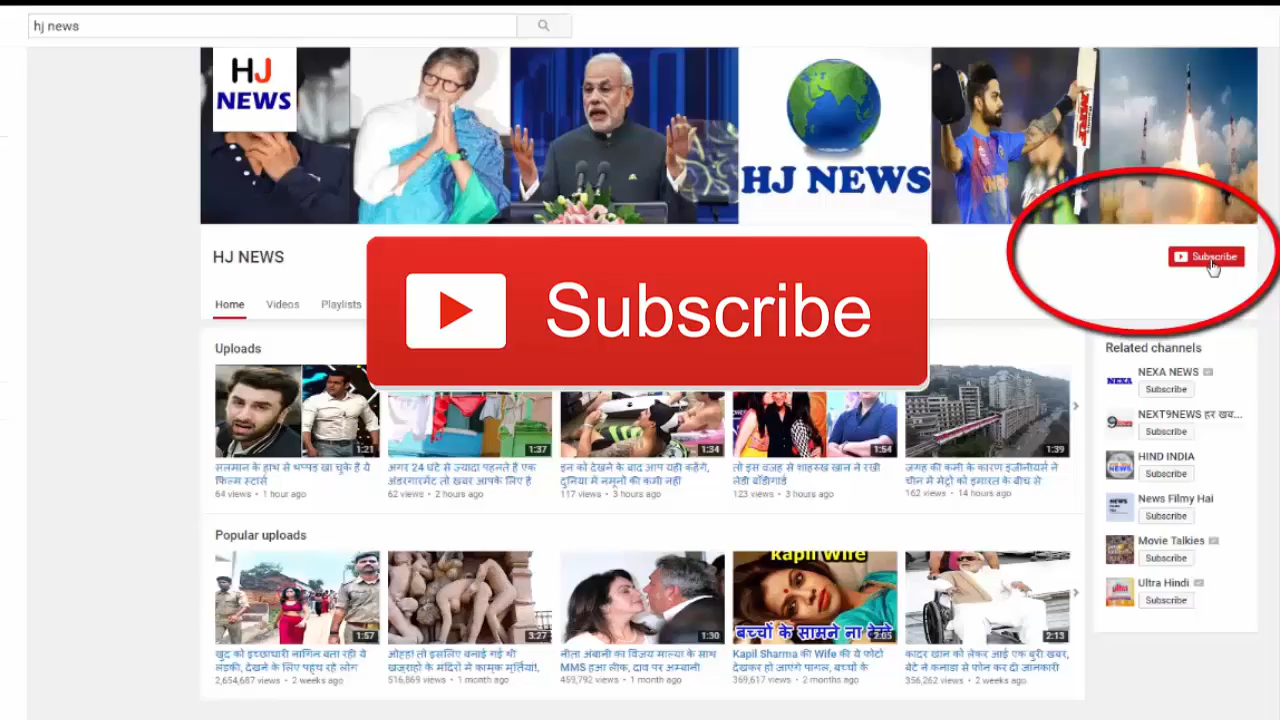 hj news
HJ
NEWS
HJ NEWS
INDIA
HJ NEWS
Subscribe
Subscribe
Home Videos Playlists
Uploads
1:21
1:37
1:34
1:54
1:39
सलमान के हाथ से थप्पड़ खा चुके हैं ये
फिल्म स्टार्स
64 views • 1 hour ago
अगर 24 घंटे से ज्यादा पहनते हैं एक
अंडरगारमेंट तो खबर आपके लिए है
62 views • 2 hours ago
इन को देखने के बाद आप यही कहेंगे,
दुनिया में नमूनों की कमी नहीं
117 views • 3 hours ago
तो इस वजह से शाहरुख खान ने रखी
लेडी बॉडीगार्ड
123 views • 3 hours ago
जगह की कमी के कारण इंजीनीयर्स ने
चीन में मेट्रो को इमारत के बीच से
162 views • 14 hours ago
Popular uploads
1:57
3:27
1:30
kapil Wife
बच्चों के सामने ना देखे
2:05
2:13
खुद को इच्छाधारी नागिन बता रही ये
लड़की, देखने के लिए पहुंच रहे लोग
2,654,687 views • 2 weeks ago
ओहहा तो इसलिए बनाई गई थी
खजुराहो के मंदिरों में कामुक मूर्तियां!,
516,869 views • 1 month ago
नीता अंबानी का विजय माल्या के साथ
MMS हुआ लीक, दाव पर अम्बानी
459,792 views • 1 month ago
Kapil Sharma की Wife की ये फोटो
देखकर हो जाएंगे पागल, बच्चों के
369,617 views • 2 months ago
कादर खान को लेकर आई एक बुरी खबर,
बेटे ने कनाडा से फोन कर दी जानकारी
356,262 views • 2 weeks ago
Related channels
NEXA
NEXA NEWS
Subscribe
NEXT9NEWS हर खब...
Subscribe
HIND INDIA
Subscribe
News Filmy Hai
Subscribe
Movie Talkies
Subscribe
Ultra Hindi
Subscribe